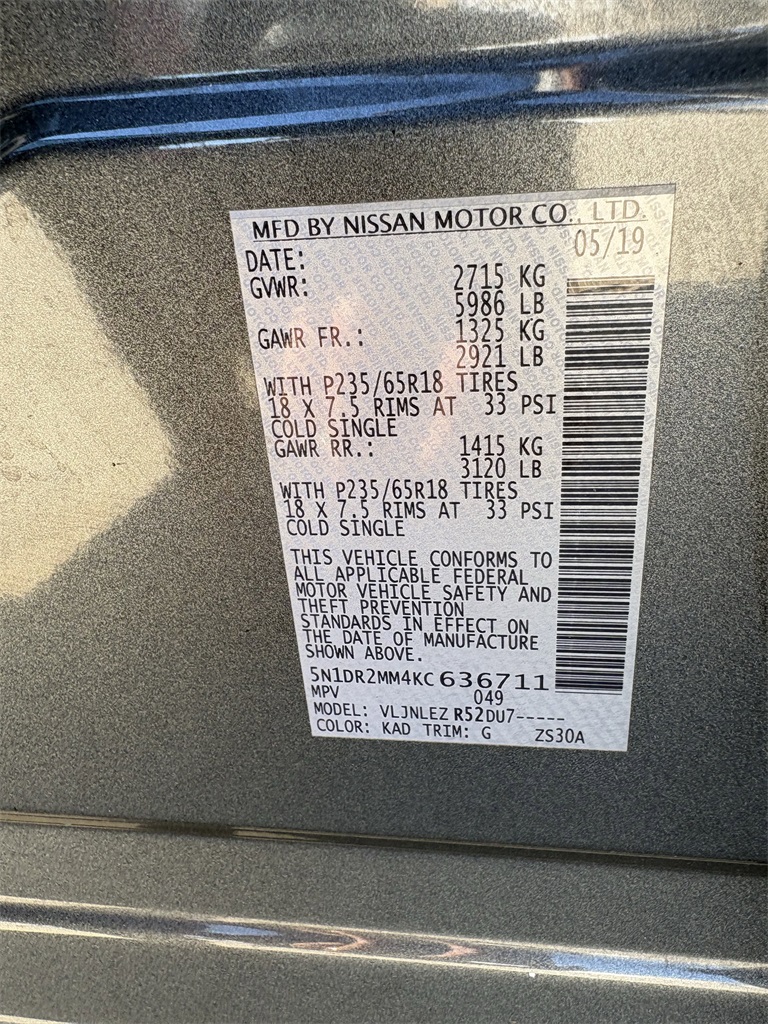 MFD BY NISSAN MOTOR CO., LTD.
DATE: 05/19
GVWR: 2715 KG
5986 LB
GAWR FR.: 1325 KG
2921 LB
WITH P235/65R18 TIRES
18 X 7.5 RIMS AT 33 PSI
COLD SINGLE
GAWR RR.: 1415 KG
3120 LB
WITH P235/65R18 TIRES
18 X 7.5 RIMS AT 33 PSI
COLD SINGLE
THIS VEHICLE CONFORMS TO
ALL APPLICABLE FEDERAL
MOTOR VEHICLE SAFETY AND
THEFT PREVENTION
STANDARDS IN EFFECT ON
THE DATE OF MANUFACTURE
SHOWN ABOVE.
5N1DR2MM4KC636711
MPV 049
MODEL: VLJNLEZ R52DU7-----
COLOR: KAD TRIM: G ZS30A